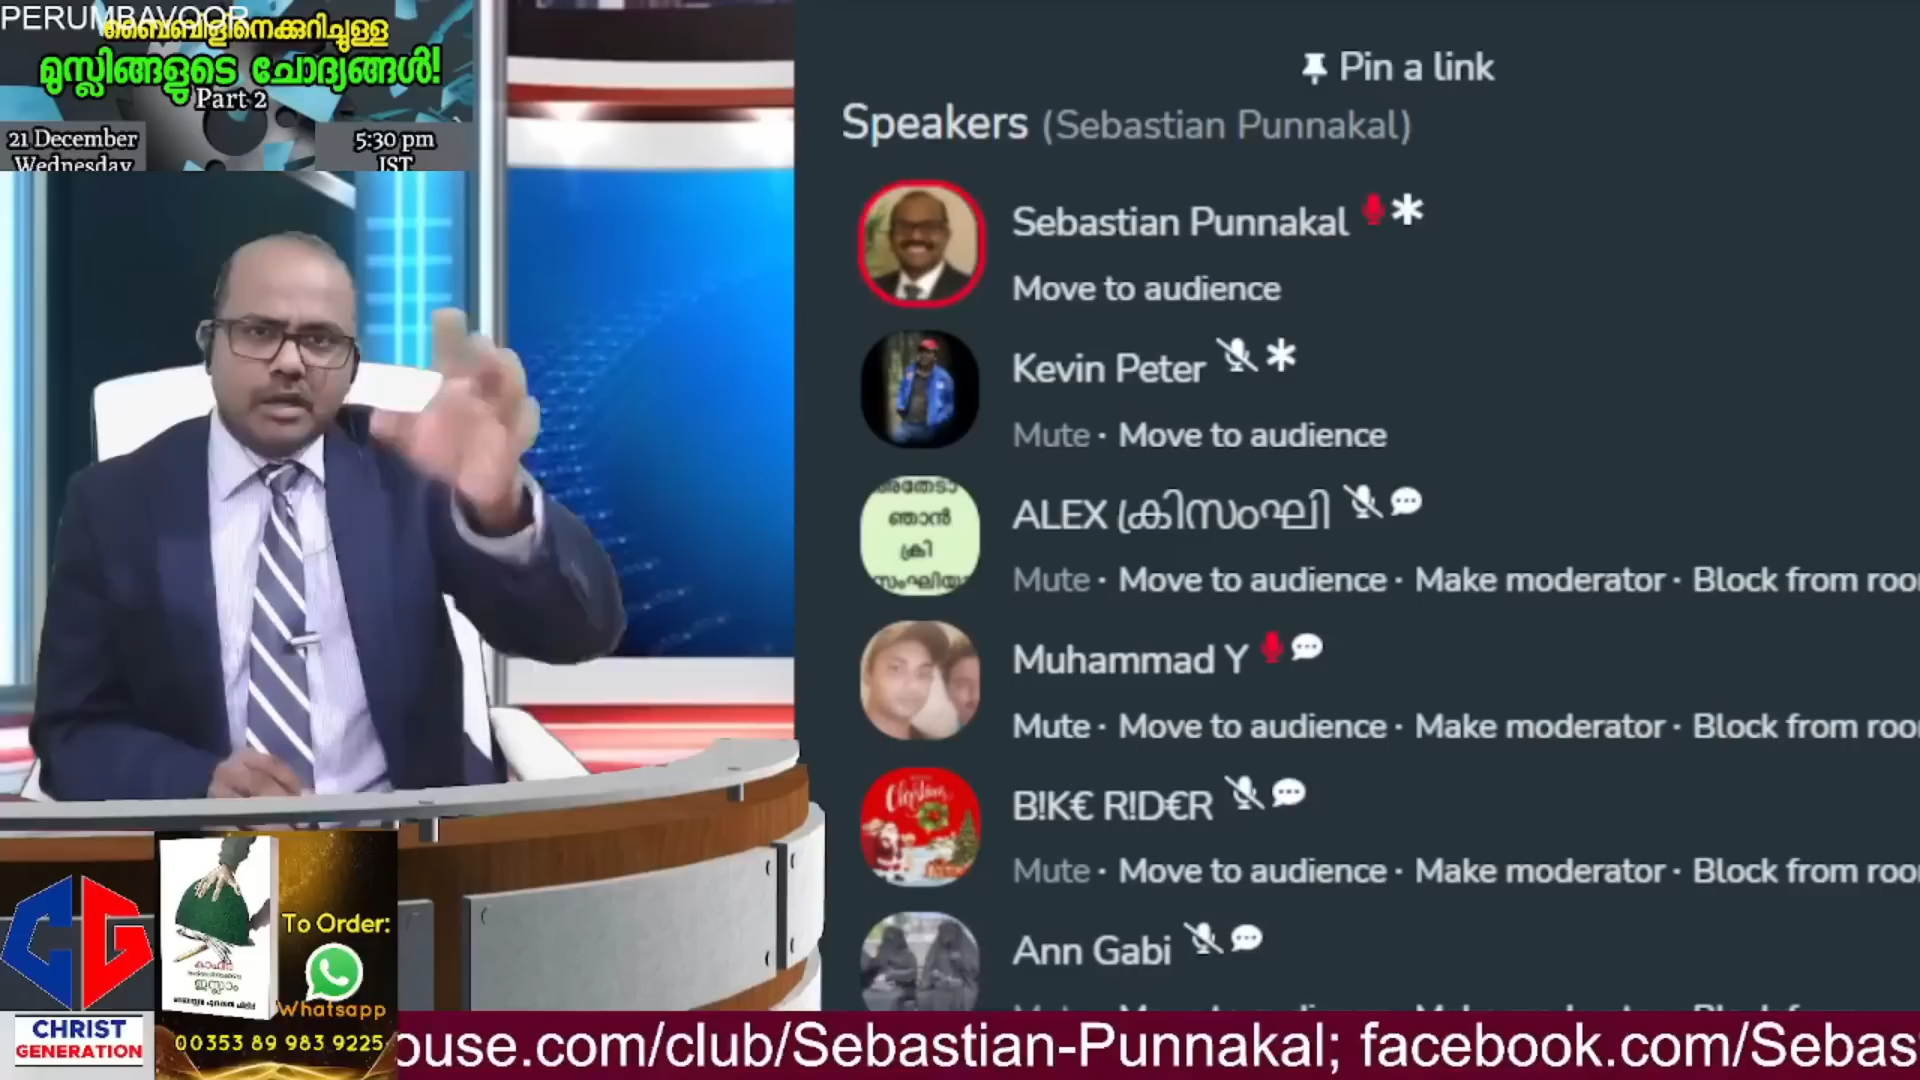 PERUMBAVOOR
ബൈബിളിനെക്കുറിച്ചുള്ള
മുസ്ലിങ്ങളുടെ ചോദ്യങ്ങൾ!
Part 2
21 December
Wednesday
5:30 pm
IST
Pin a link
Speakers (Sebastian Punnakal)
Sebastian Punnakal
Move to audience
Kevin Peter
Mute · Move to audience
അതേടാ
ഞാൻ
ക്രി
ALEX ക്രിസംഘി
Mute · Move to audience · Make moderator · Block from roo
Muhammad Y
Mute · Move to audience · Make moderator · Block from roo
Christmas
B!K€ R!D€R
Mute · Move to audience · Make moderator · Block from roo
Ann Gabi
CG
CHRIST
GENERATION
ഇസ്ലാം
To Order:
Whatsapp
00353 89 983 9225
ouse.com/club/Sebastian-Punnakal; facebook.com/Sebas